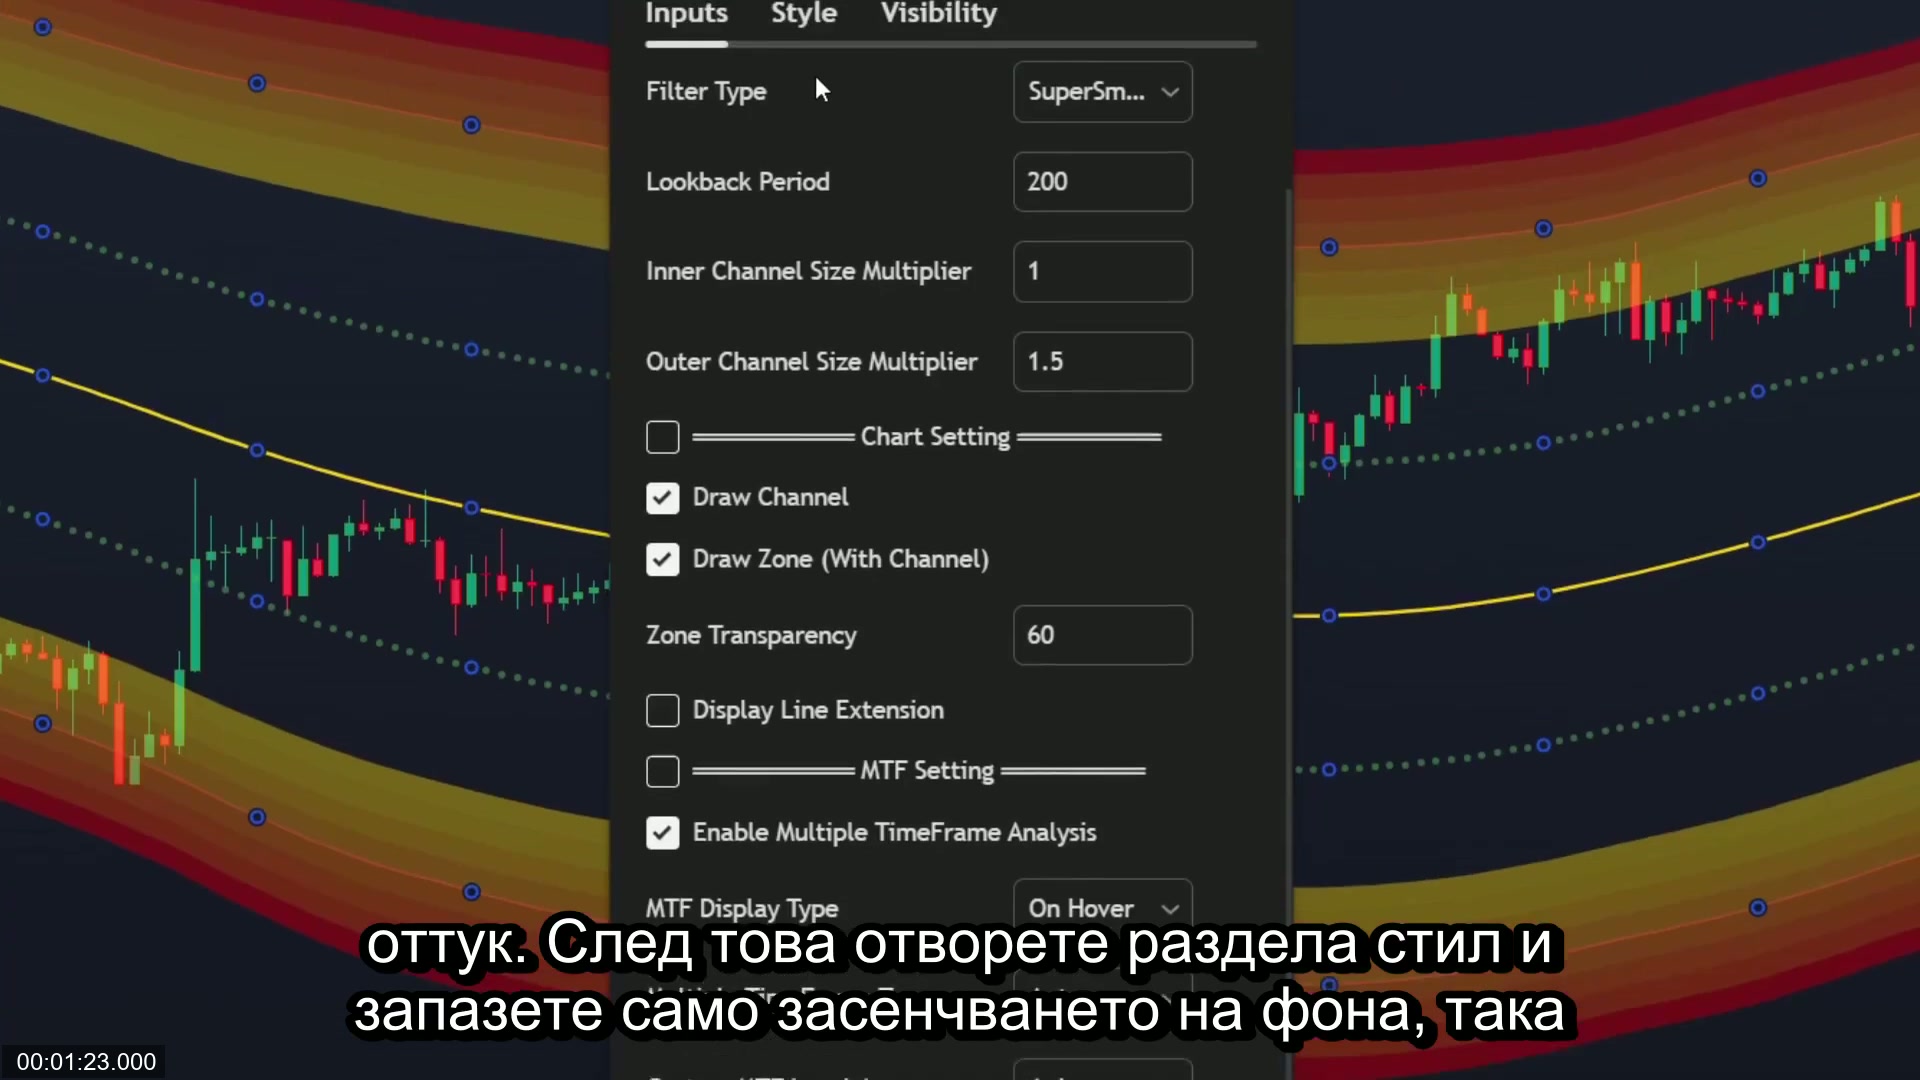 Inputs Style Visibility
Filter Type SuperSm...
Lookback Period 200
Inner Channel Size Multiplier 1
Outer Channel Size Multiplier 1.5
Chart Setting
Draw Channel
Draw Zone (With Channel)
Zone Transparency 60
Display Line Extension
MTF Setting
Enable Multiple TimeFrame Analysis
MTF Display Type On Hover
оттук. След това отворете раздела стил и
запазете само засенчването на фона, така
00:01:23.000